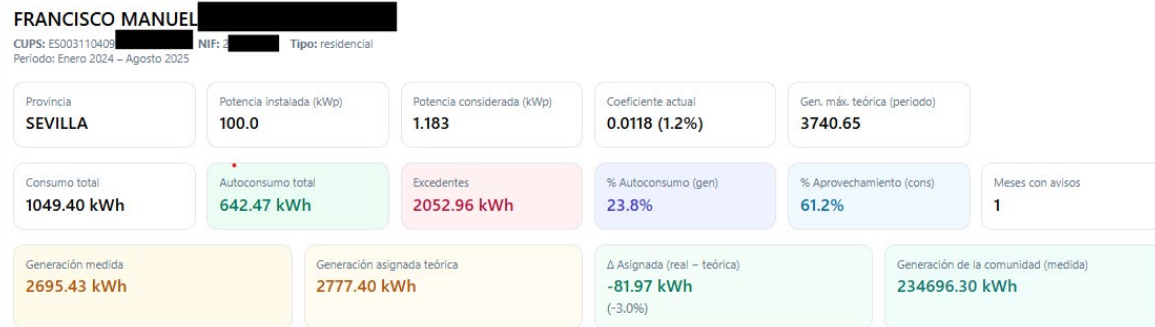 FRANCISCO MANUEL
CUPS: ES003110409 NIF: 2 Tipo: residencial
Periodo: Enero 2024 – Agosto 2025
Provincia
SEVILLA
Potencia instalada (kWp)
100.0
Potencia considerada (kWp)
1.183
Coeficiente actual
0.0118 (1.2%)
Gen. máx. teórica (periodo)
3740.65
Consumo total
1049.40 kWh
Autoconsumo total
642.47 kWh
Excedentes
2052.96 kWh
% Autoconsumo (gen)
23.8%
% Aprovechamiento (cons)
61.2%
Meses con avisos
1
Generación medida
2695.43 kWh
Generación asignada teórica
2777.40 kWh
Δ Asignada (real – teórica)
-81.97 kWh
(-3.0%)
Generación de la comunidad (medida)
234696.30 kWh